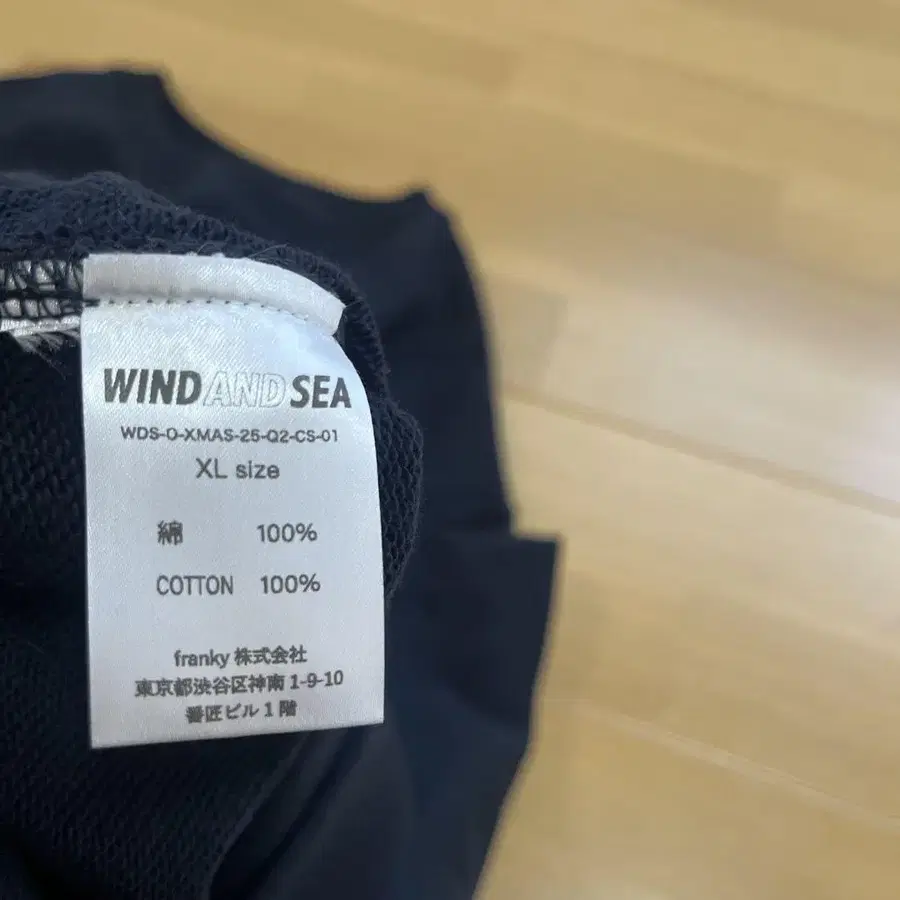 WIND AND SEA
WDS-O-XMAS-25-Q2-CS-01
XL size
綿 100%
COTTON 100%
franky 株式会社
東京都渋谷区神南 1-9-10
番匠ビル 1 階